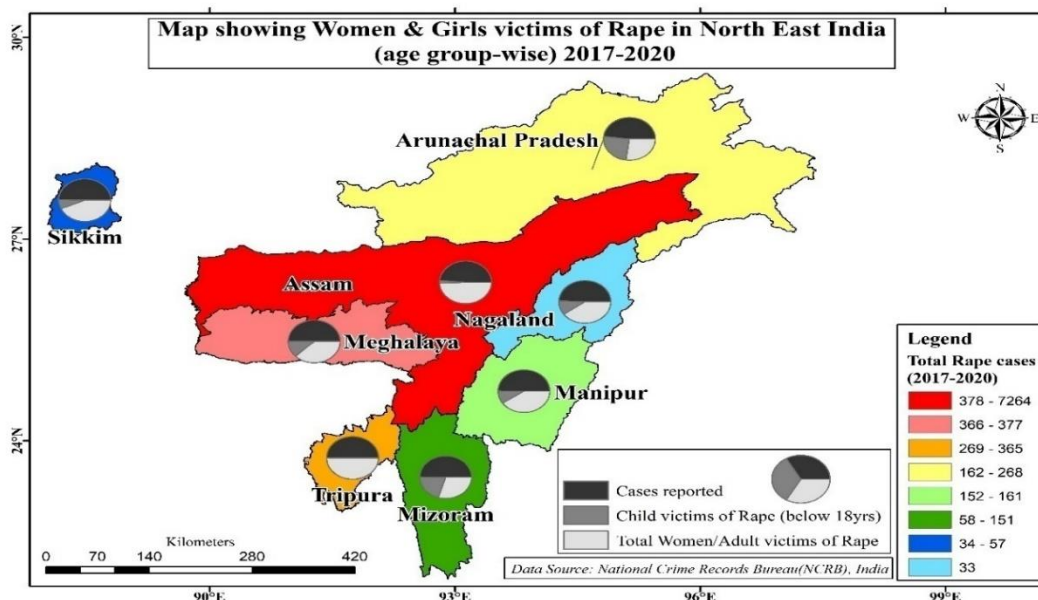 Map showing Women & Girls victims of Rape in North East India
(age group-wise) 2017-2020
30°N
N
W E
S
Arunachal Pradesh
27°N
Sikkim
Assam
Nagaland
Meghalaya
Manipur
24°N
Tripura
Mizoram
Legend
Total Rape cases
(2017-2020)
378 - 7264
366 - 377
269 - 365
162 - 268
152 - 161
58 - 151
34 - 57
33
Cases reported
Child victims of Rape (below 18yrs)
Total Women/Adult victims of Rape
Kilometers
0 70 140 280 420
Data Source: National Crime Records Bureau(NCRB), India
90°E 93°E 96°E 99°E